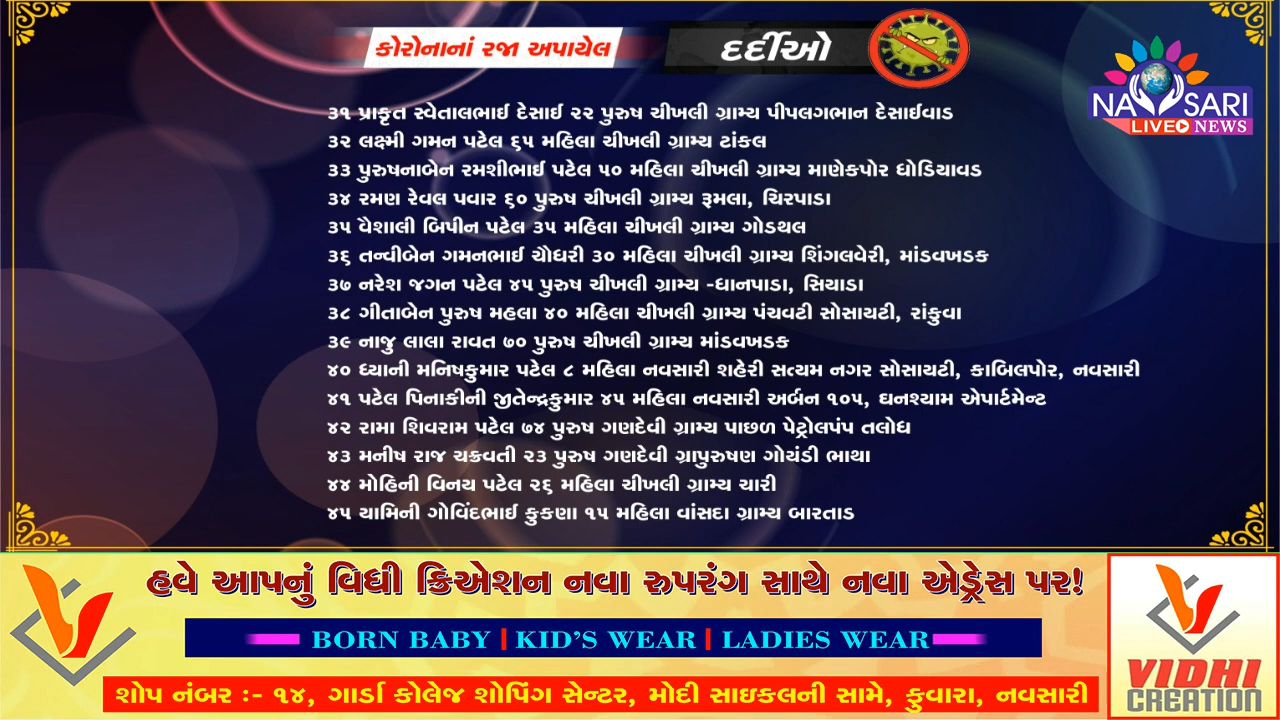 કોરોનાનાં રજા અપાયેલ દર્દીઓ
NAVSARI
LIVE NEWS
૩૧ પ્રાકૃત સ્વેતાલભાઈ દેસાઈ ૨૨ પુરુષ ચીખલી ગ્રામ્ય પીપલગભાન દેસાઈવાડ
૩૨ લક્ષ્મી ગમન પટેલ ૬૫ મહિલા ચીખલી ગ્રામ્ય ટાંકલ
૩૩ પુરુષનાબેન રમશીભાઈ પટેલ ૫૦ મહિલા ચીખલી ગ્રામ્ય માણેકપોર ધોડિયાવડ
૩૪ રમણ રેવલ પવાર ૬૦ પુરુષ ચીખલી ગ્રામ્ય રૂમલા, ચિરપાડા
૩૫ વૈશાલી બિપીન પટેલ ૩૫ મહિલા ચીખલી ગ્રામ્ય ગોડથલ
૩૬ તન્વીબેન ગમનભાઈ ચૌધરી ૩૦ મહિલા ચીખલી ગ્રામ્ય શિંગલવેરી, માંડવખડક
૩૭ નરેશ જગન પટેલ ૪૫ પુરુષ ચીખલી ગ્રામ્ય -ધાનપાડા, સિયાડા
૩૮ ગીતાબેન પુરુષ મહલા ૪૦ મહિલા ચીખલી ગ્રામ્ય પંચવટી સોસાયટી, રાંકુવા
૩૯ નાજુ લાલા રાવત ૭૦ પુરુષ ચીખલી ગ્રામ્ય માંડવખડક
૪૦ ધ્યાની મનિષકુમાર પટેલ ૮ મહિલા નવસારી શહેરી સત્યમ નગર સોસાયટી, કાબિલપોર, નવસારી
૪૧ પટેલ પિનાકીની જીતેન્દ્રકુમાર ૪૫ મહિલા નવસારી અર્બન ૧૦૫, ઘનશ્યામ એપાર્ટમેન્ટ
૪૨ રામા શિવરામ પટેલ ૭૪ પુરુષ ગણદેવી ગ્રામ્ય પાછળ પેટ્રોલપંપ તલોધ
૪૩ મનીષ રાજ ચક્રવતી ૨૩ પુરુષ ગણદેવી ગ્રાપુરુષણ ગોયંડી ભાથા
૪૪ મોહિની વિનય પટેલ ૨૬ મહિલા ચીખલી ગ્રામ્ય ચારી
૪૫ યામિની ગોવિંદભાઈ કુકણા ૧૫ મહિલા વાંસદા ગ્રામ્ય બારતાડ
હવે આપનું વિધી ક્રિએશન નવા રુપરંગ સાથે નવા એડ્રેસ પર!
BORN BABY | KID'S WEAR | LADIES WEAR
શોપ નંબર :- ૧૪, ગાર્ડા કોલેજ શોપિંગ સેન્ટર, મોદી સાઇકલની સામે, ફુવારા, નવસારી
VIDHI
CREATION